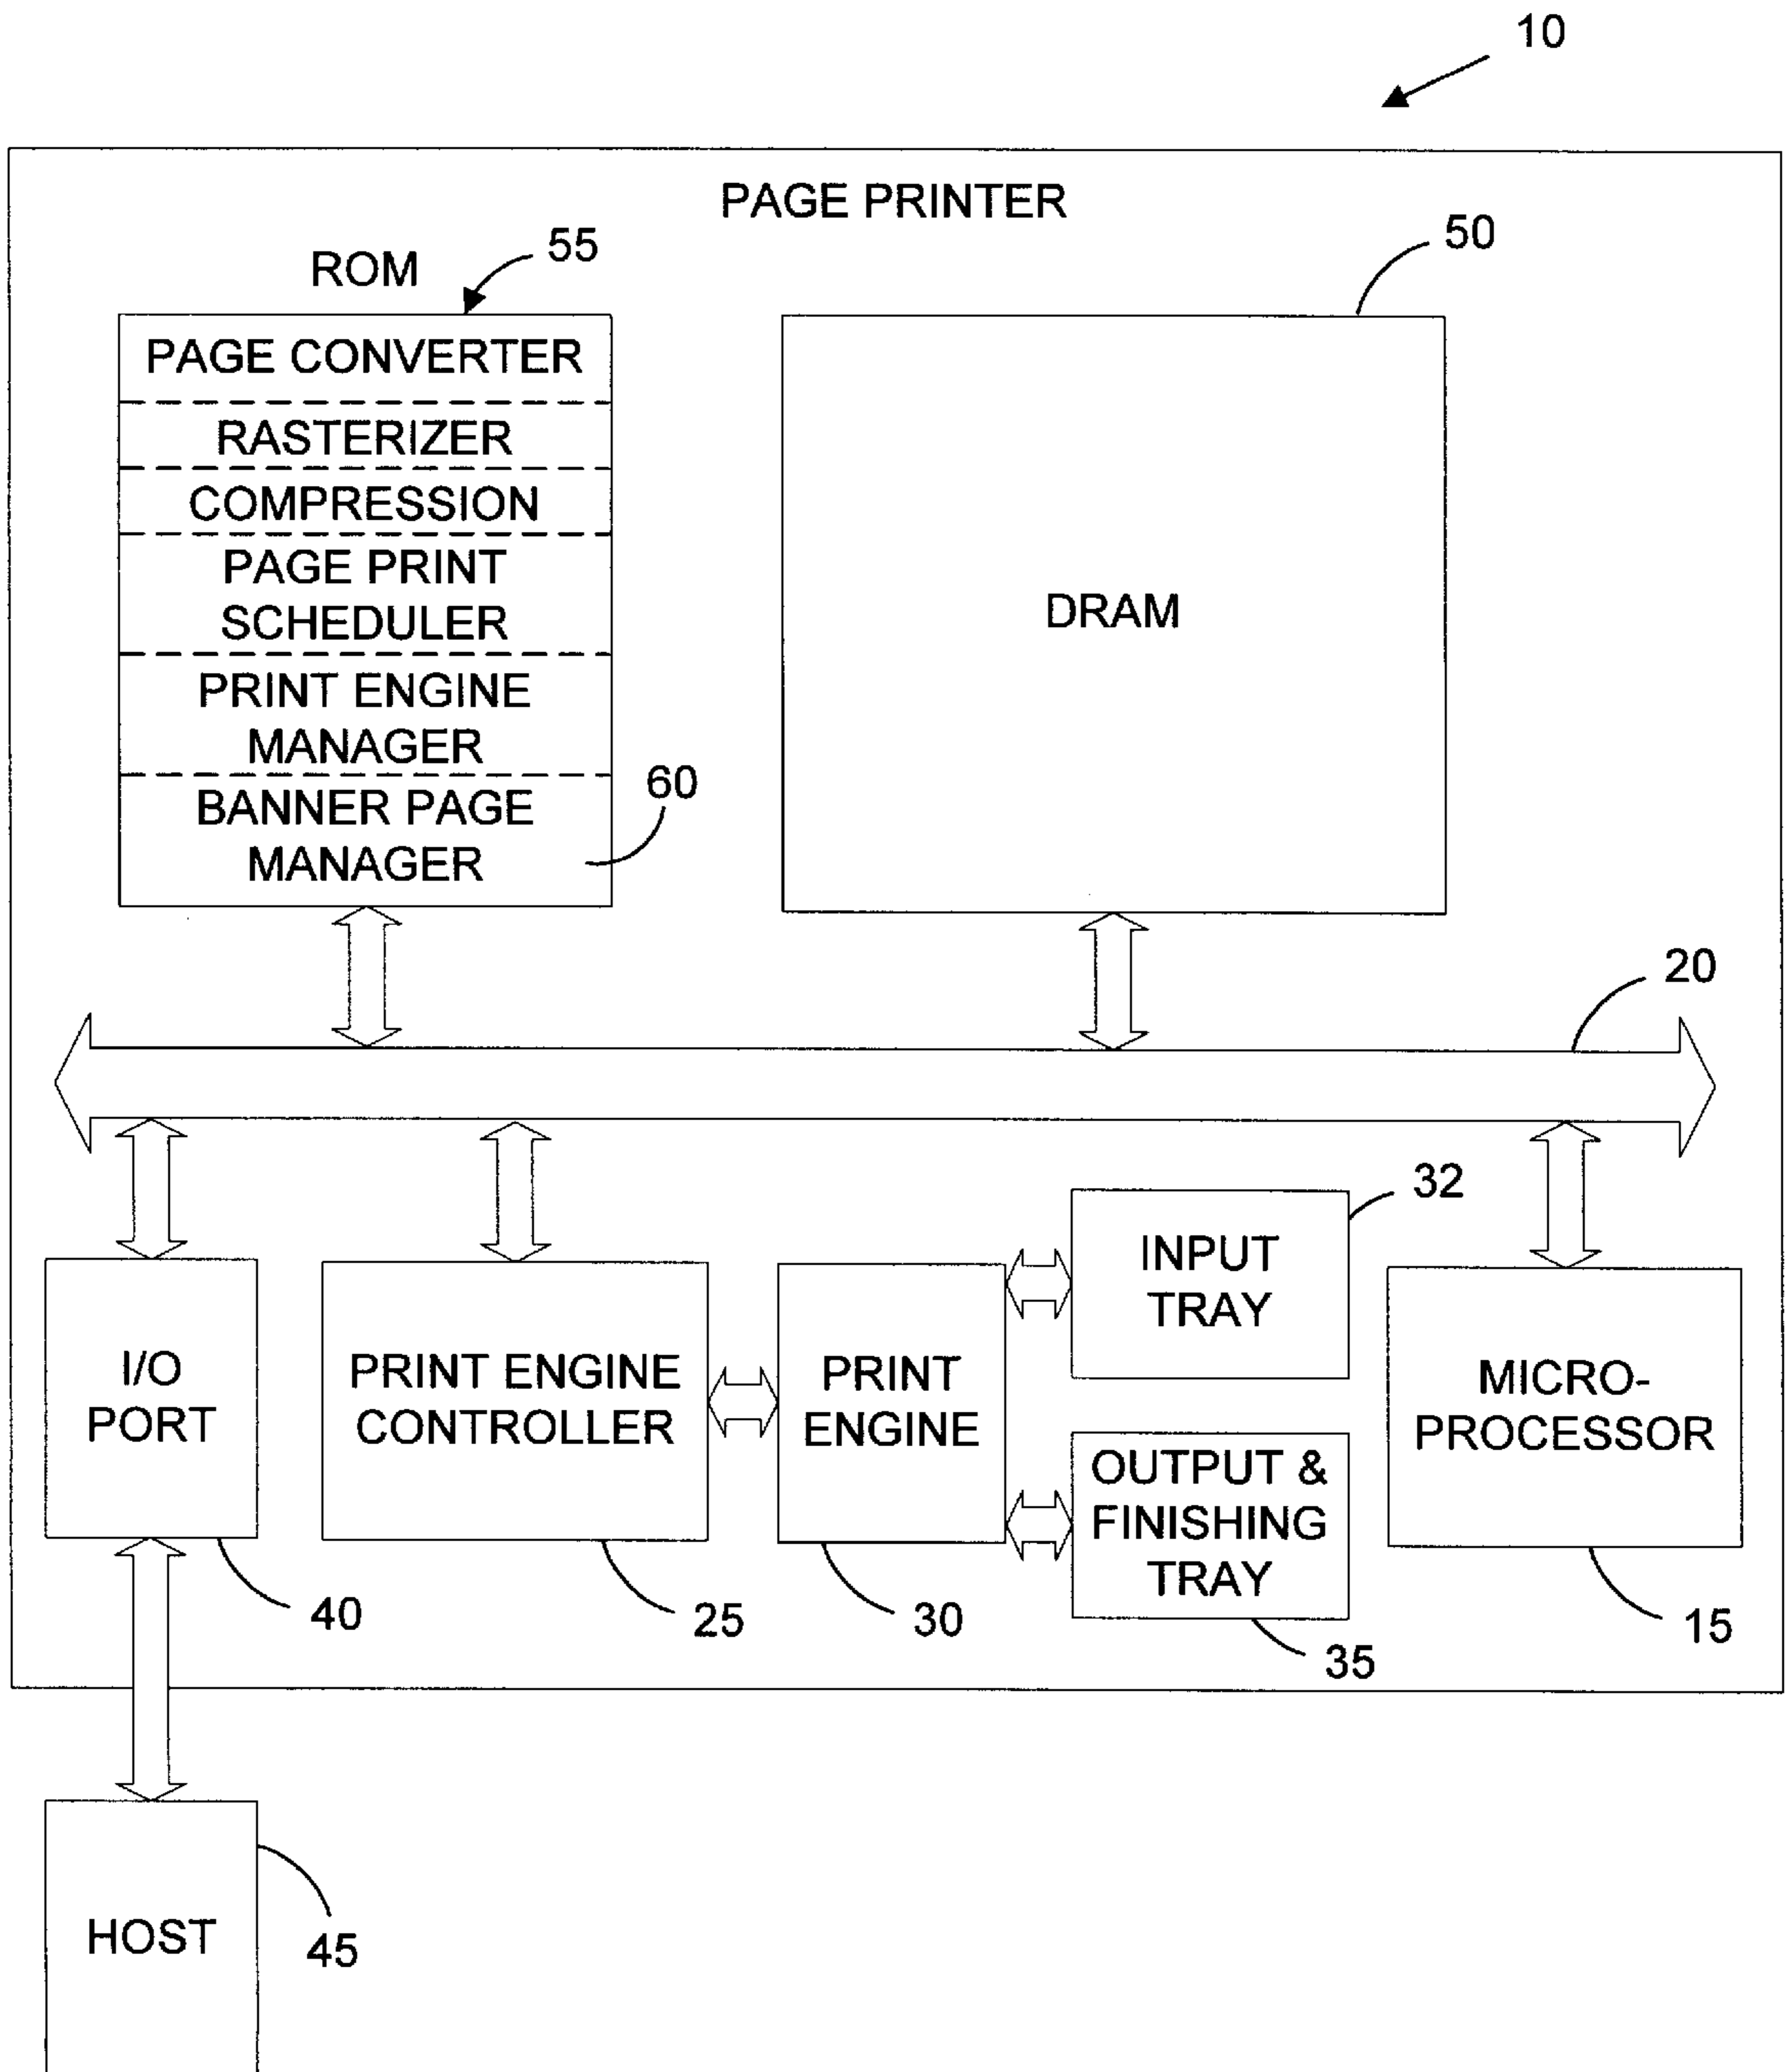 10
PAGE PRINTER
ROM
55
50
PAGE CONVERTER
RASTERIZER
COMPRESSION
PAGE PRINT
SCHEDULER
PRINT ENGINE
MANAGER
BANNER PAGE
MANAGER
60
DRAM
20
32
INPUT
TRAY
I/O
PORT
PRINT ENGINE
CONTROLLER
PRINT
ENGINE
MICRO-
PROCESSOR
OUTPUT &
FINISHING
TRAY
40
25
30
35
15
HOST
45